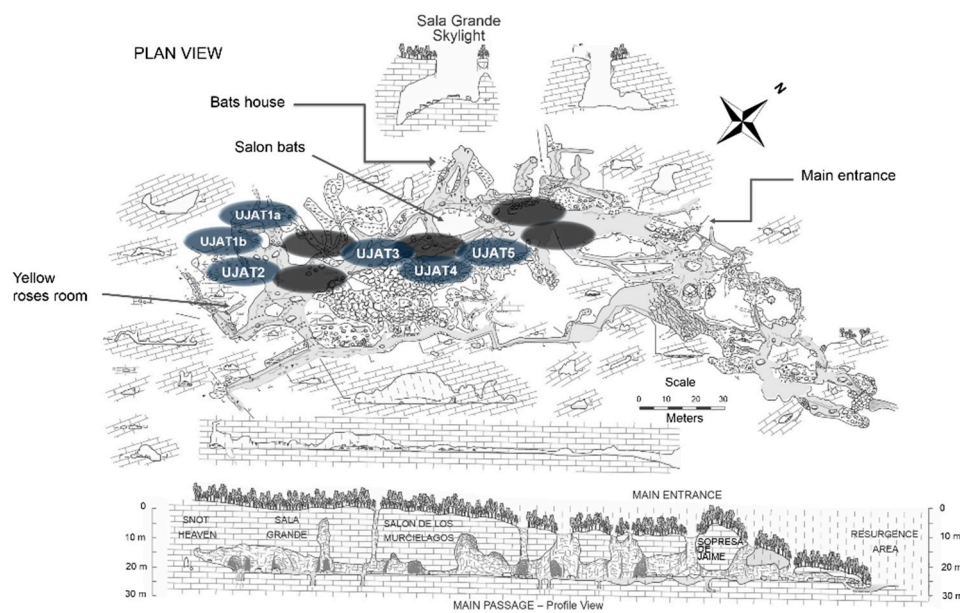 Sala Grande
Skylight
PLAN VIEW
N
Bats house
Salon bats
Main entrance
UJAT1a
UJAT1b
UJAT3
UJAT5
UJAT2
UJAT4
Yellow
roses room
Scale
0 10 20 30
Meters
MAIN ENTRANCE
0
0
SNOT
HEAVEN
SALA
GRANDE
SALON DE LOS
MURCIELAGOS
SOPRESA
DE
JAIME
RESURGENCE
AREA
10 m
10 m
20 m
20 m
30 m
30 m
MAIN PASSAGE – Profile View